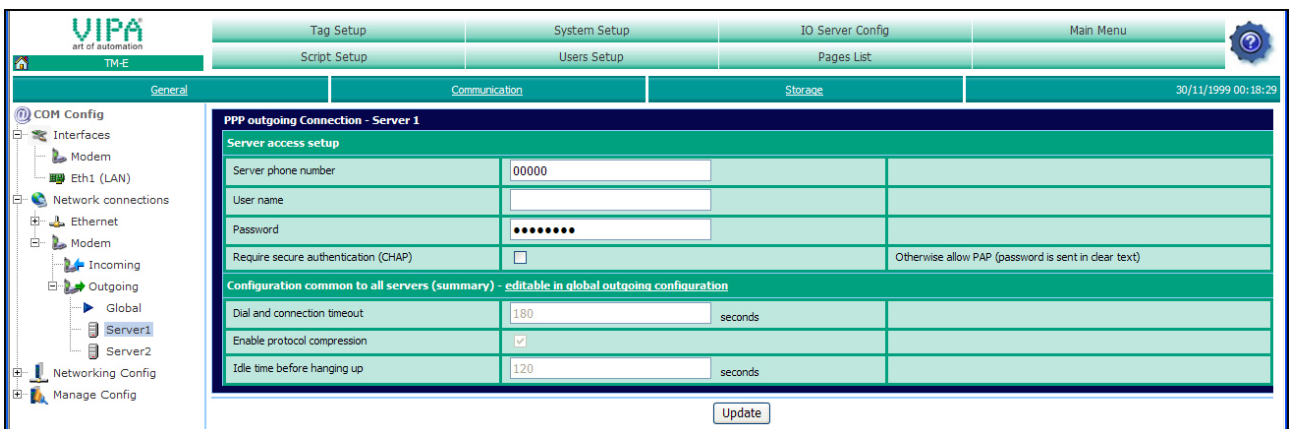 VIPA
art of automation
TM-E
Tag Setup System Setup IO Server Config Main Menu
Script Setup Users Setup Pages List
General Communication Storage 30/11/1999 00:18:29
COM Config
Interfaces
Modem
Eth1 (LAN)
Network connections
Ethernet
Modem
Incoming
Outgoing
Global
Server1
Server2
Networking Config
Manage Config
PPP outgoing Connection - Server 1
Server access setup
Server phone number 00000
User name
Password ••••••••
Require secure authentication (CHAP) Otherwise allow PAP (password is sent in clear text)
Configuration common to all servers (summary) - editable in global outgoing configuration
Dial and connection timeout 180 seconds
Enable protocol compression
Idle time before hanging up 120 seconds
Update